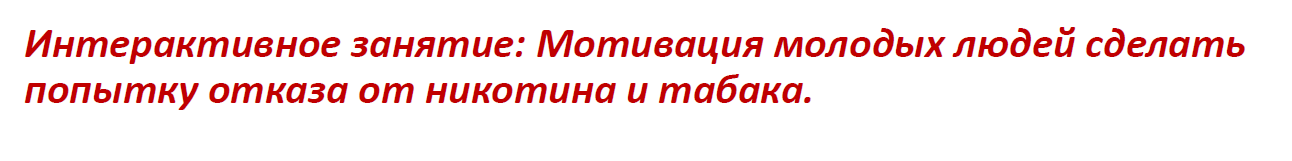 Интерактивное занятие: Мотивация молодых людей сделать
попытку отказа от никотина и табака.